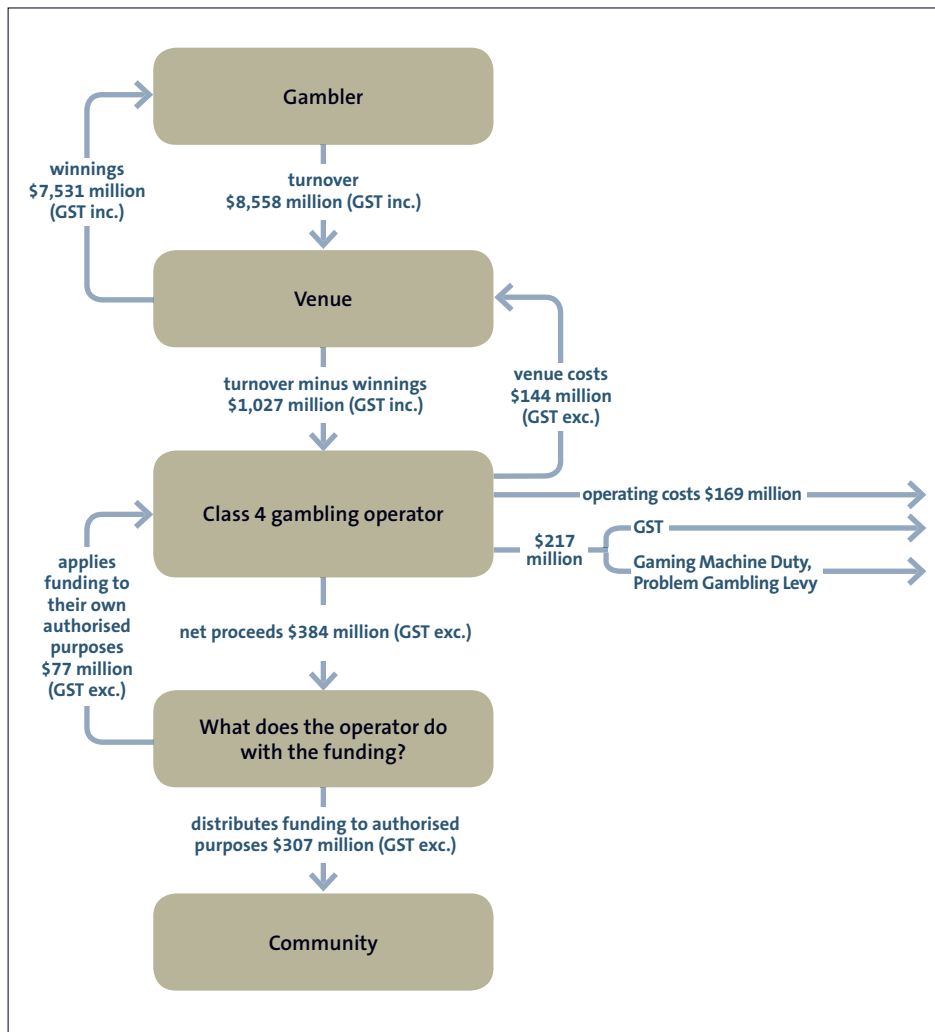 Gambler
winnings
$7,531 million
(GST inc.)
turnover
$8,558 million (GST inc.)
Venue
turnover minus winnings
$1,027 million (GST inc.)
venue costs
$144 million
(GST exc.)
Class 4 gambling operator
operating costs $169 million
$217
million
GST
Gaming Machine Duty,
Problem Gambling Levy
applies
funding to
their own
authorised
purposes
$77 million
(GST exc.)
net proceeds $384 million (GST exc.)
What does the operator do
with the funding?
distributes funding to authorised
purposes $307 million (GST exc.)
Community